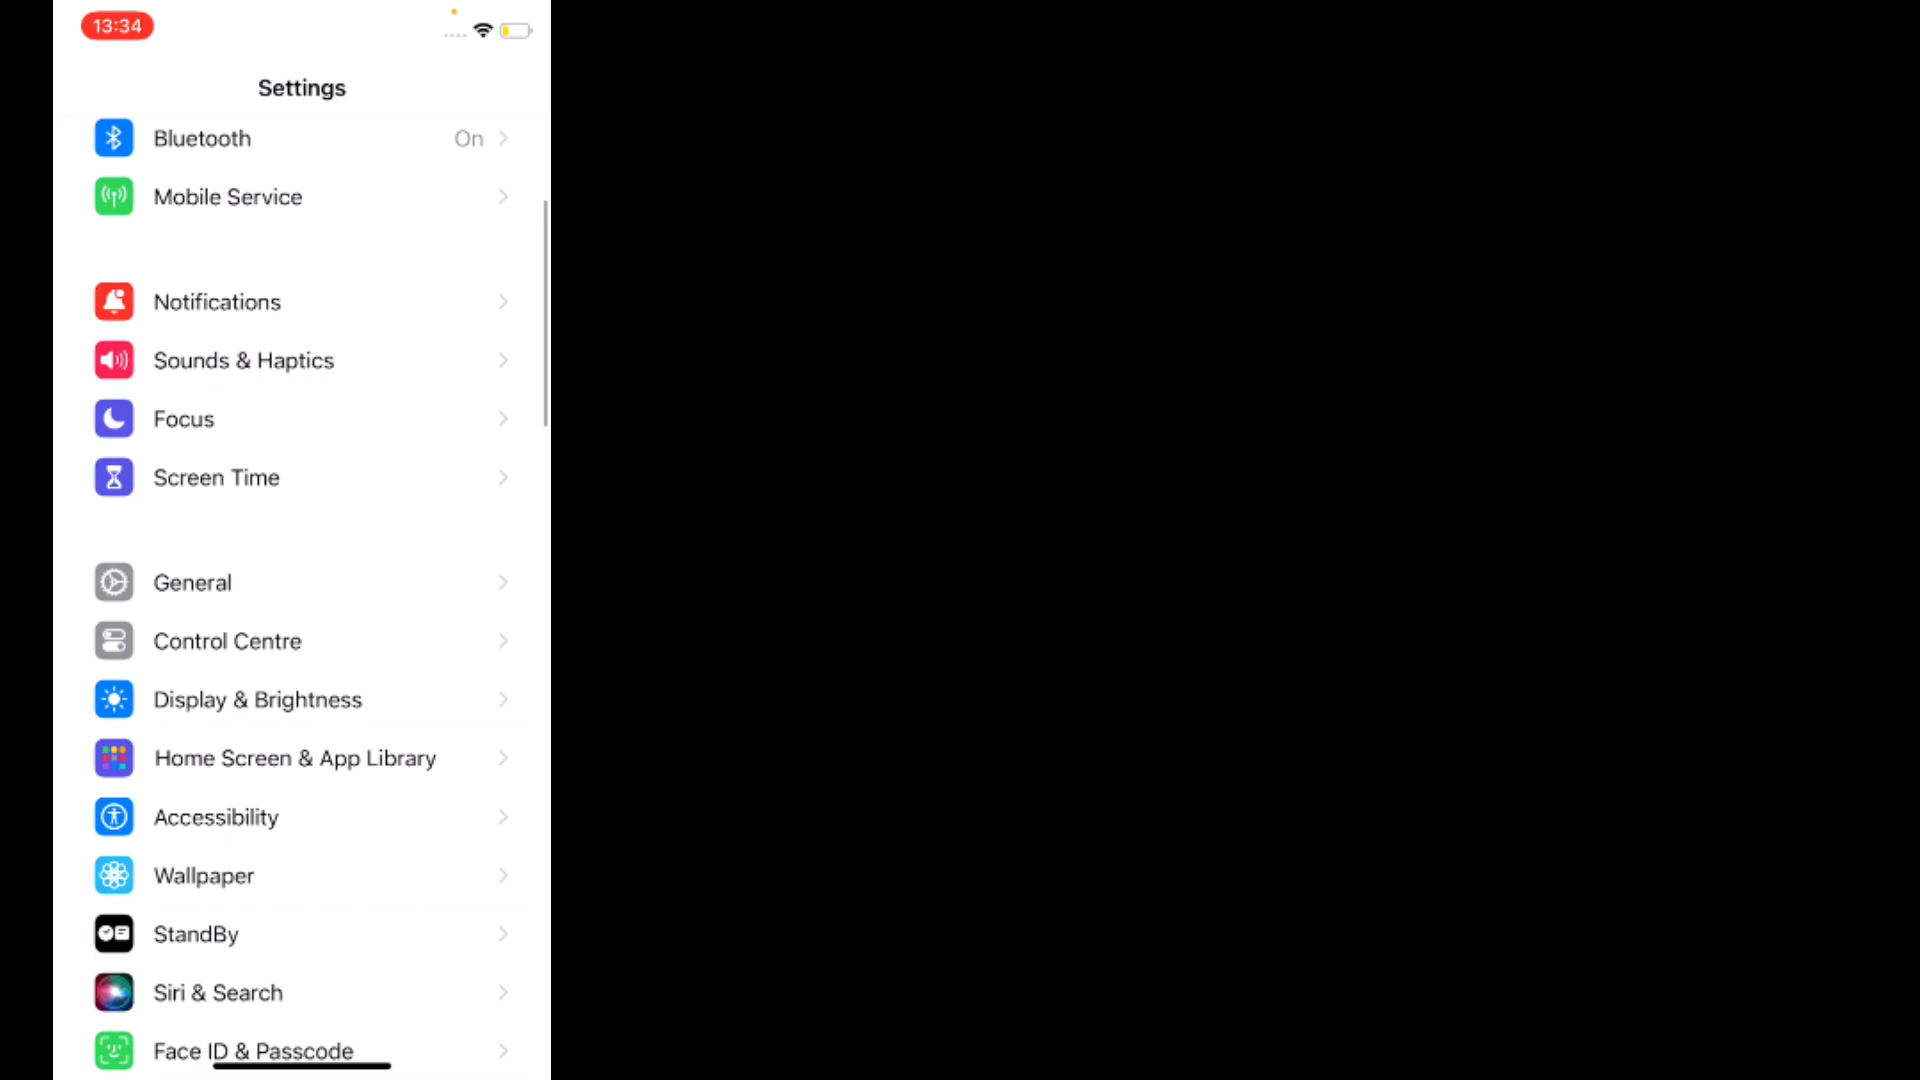 13:34
Settings
Bluetooth On
Mobile Service
Notifications
Sounds & Haptics
Focus
Screen Time
General
Control Centre
Display & Brightness
Home Screen & App Library
Accessibility
Wallpaper
StandBy
Siri & Search
Face ID & Passcode